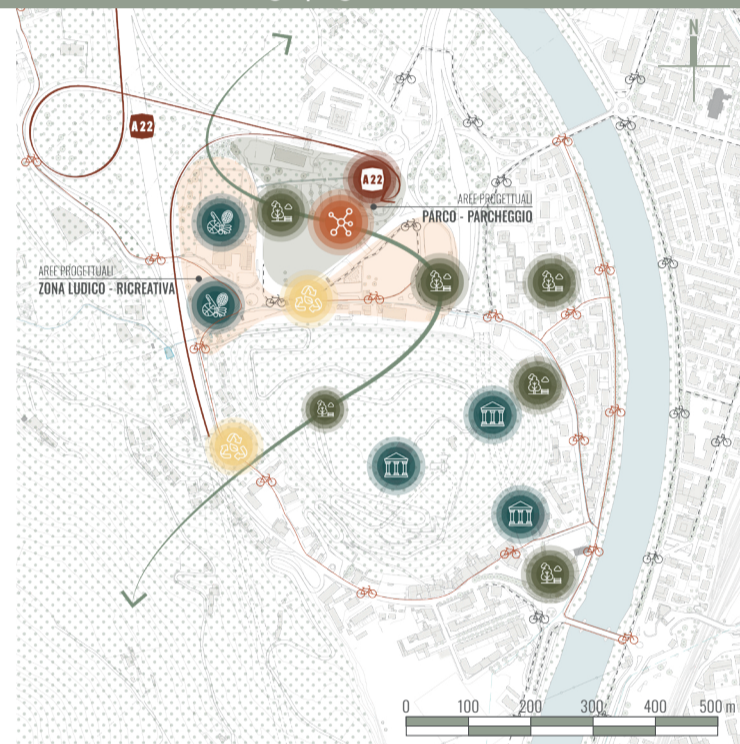 N
A22
A22
AREE PROGETTUALI
PARCO - PARCHEGGIO
AREE PROGETTUALI
ZONA LUDICO - RICREATIVA
0 100 200 300 400 500 m